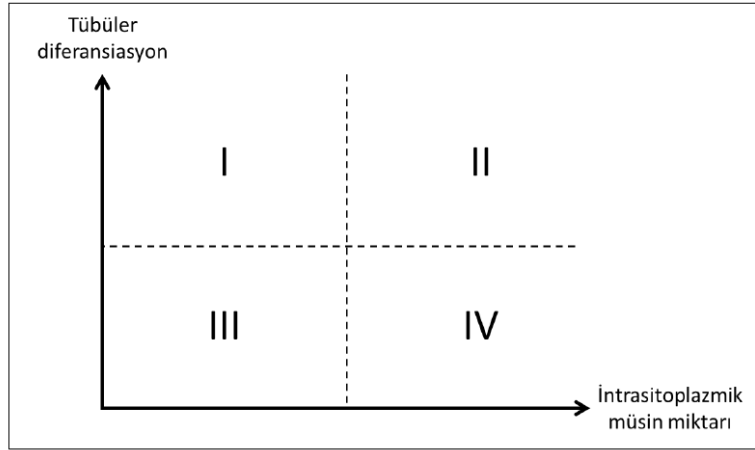 Tübüler
diferansiasyon
I
II
III
IV
İntrasitoplazmik
müsin miktarı